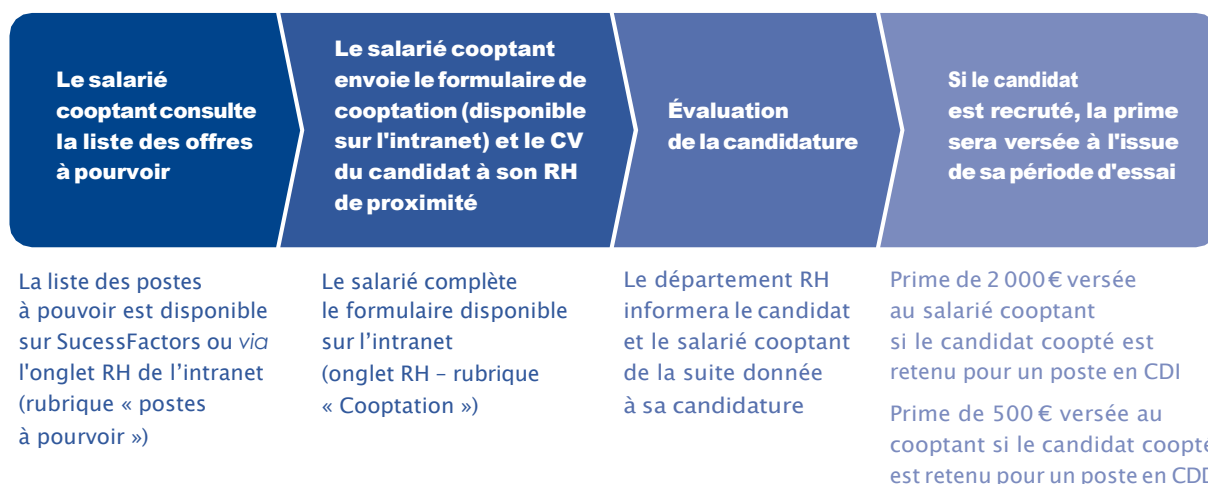 Le salarié
cooptant consulte
la liste des offres
à pourvoir
Le salarié cooptant
envoie le formulaire de
cooptation (disponible
sur l'intranet) et le CV
du candidat à son RH
de proximité
Évaluation
de la candidature
Si le candidat
est recruté, la prime
sera versée à l'issue
de sa période d'essai
La liste des postes
à pouvoir est disponible
sur SucessFactors ou via
l'onglet RH de l’intranet
(rubrique « postes
à pourvoir »)
Le salarié complète
le formulaire disponible
sur l’intranet
(onglet RH – rubrique
« Cooptation »)
Le département RH
informera le candidat
et le salarié cooptant
de la suite donnée
à sa candidature
Prime de 2 000 € versée
au salarié cooptant
si le candidat coopté est
retenu pour un poste en CDI
Prime de 500 € versée au
cooptant si le candidat coopté
est retenu pour un poste en CDD